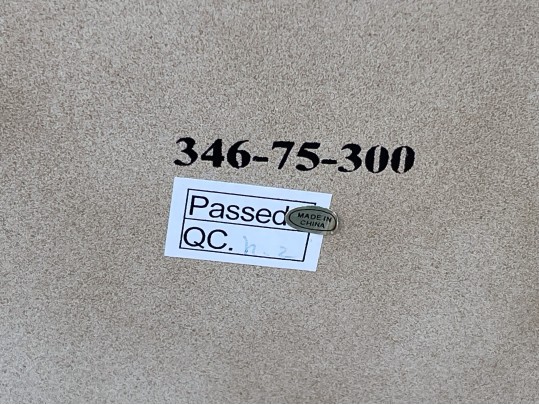 346-75-300
Passed
MADE IN
CHINA
QC.